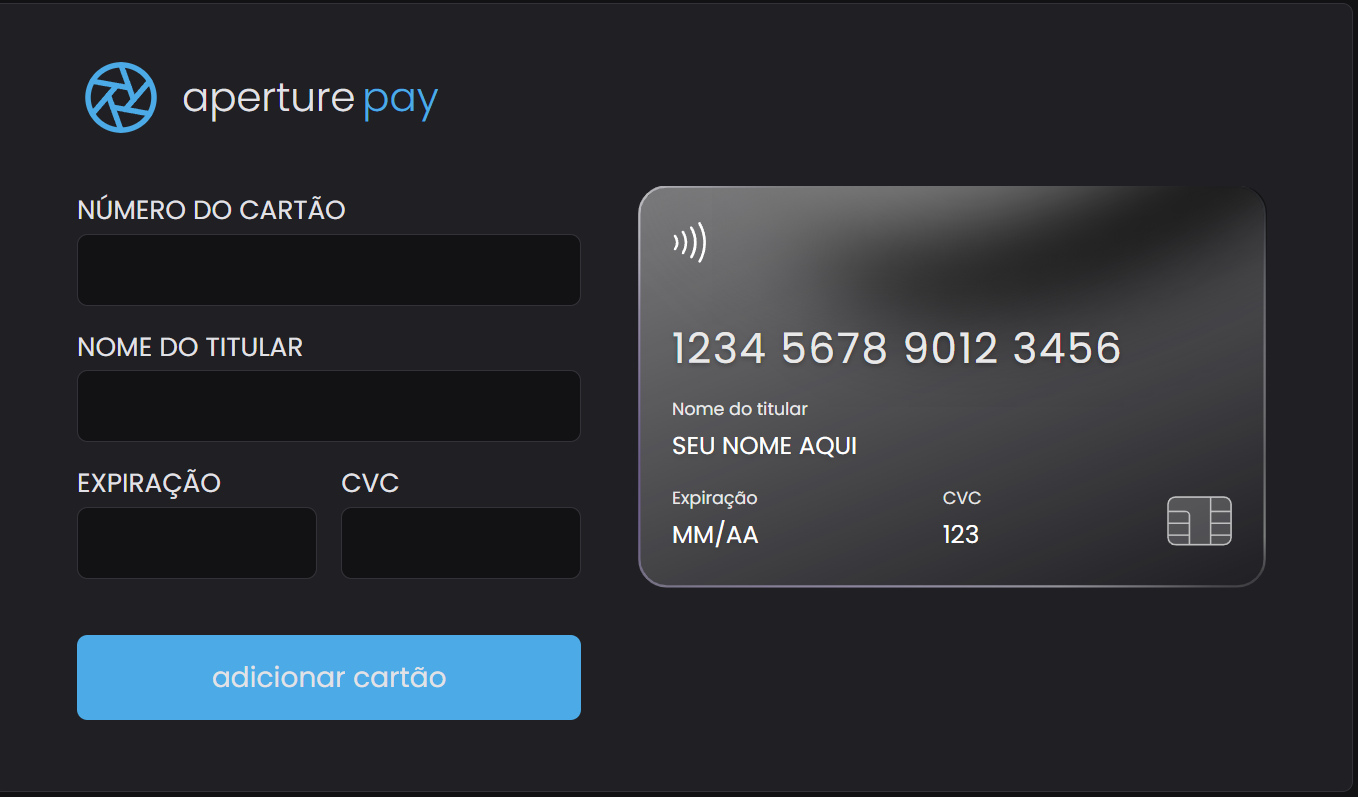 aperture pay
NÚMERO DO CARTÃO
NOME DO TITULAR
EXPIRAÇÃO CVC
adicionar cartão
1234 5678 9012 3456
Nome do titular
SEU NOME AQUI
Expiração CVC
MM/AA 123